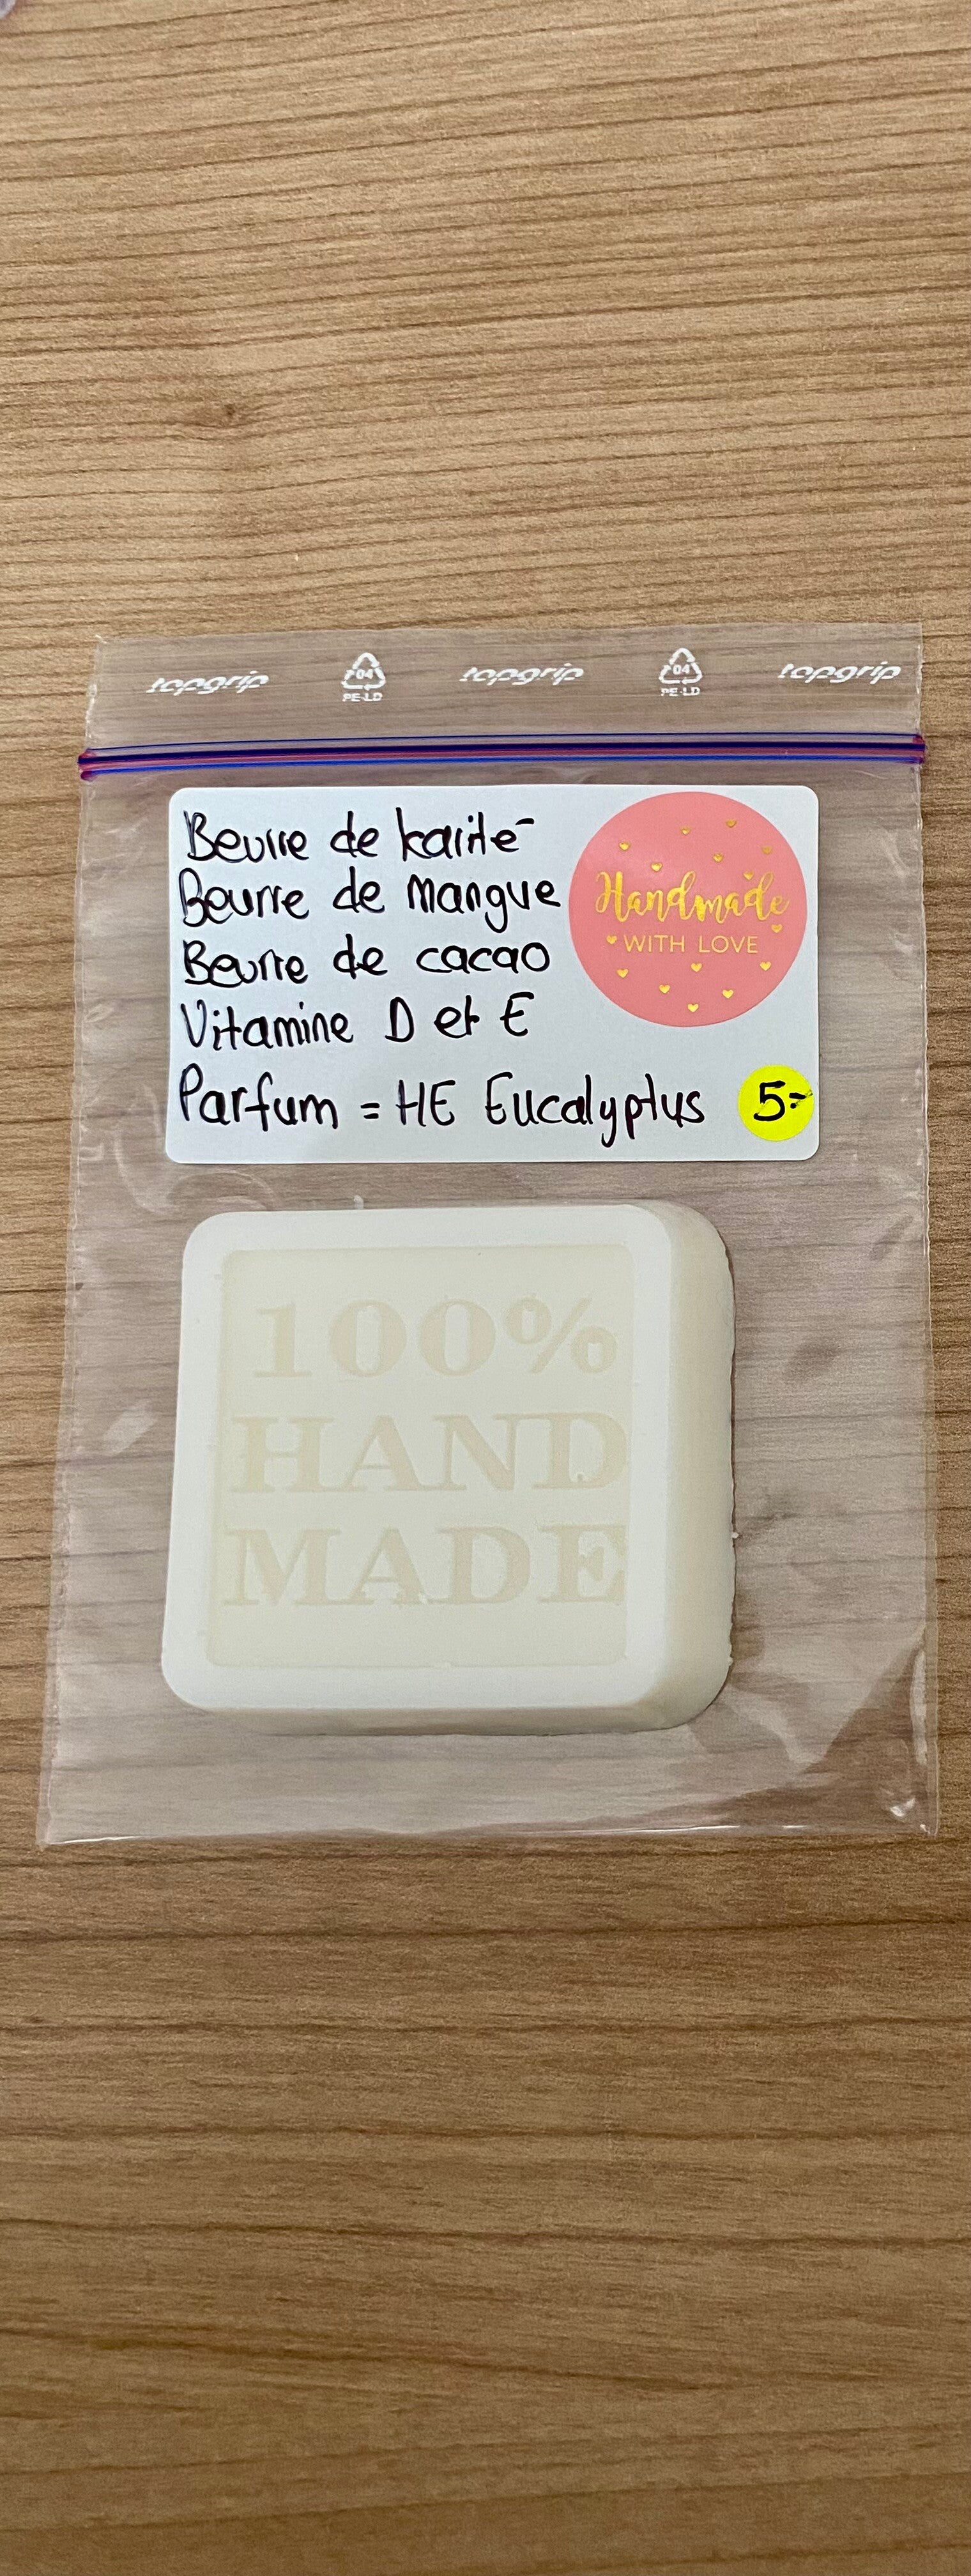 topgrip 04 PE-LD topgrip 04 PE-LD topgrip
Beurre de karité
Beurre de Mangue
Beurre de cacao
Vitamine D et E
Parfum = HE Eucalyptus
Handmade
WITH LOVE
5.-
100%
HAND
MADE